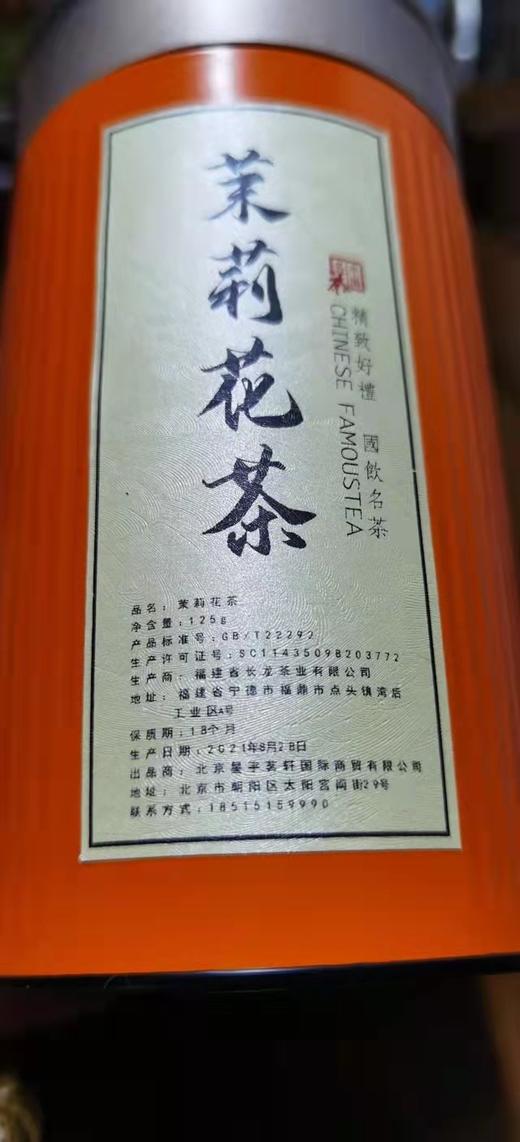 茉莉花茶
精致好禮 國飲名茶
CHINESE FAMOUSTEA
品名：茉莉花茶
净含量：125g
产品标准号：GB/T22292
生产许可证号：SC11435098203772
生产商：福建省长龙茶业有限公司
地址：福建省宁德市福鼎市点头镇湾后
工业区A号
保质期：18个月
生产日期：2021年8月28日
出品商：北京晏宇茗轩国际商贸有限公司
地址：北京市朝阳区太阳宫南街29号
联系方式：18515159990